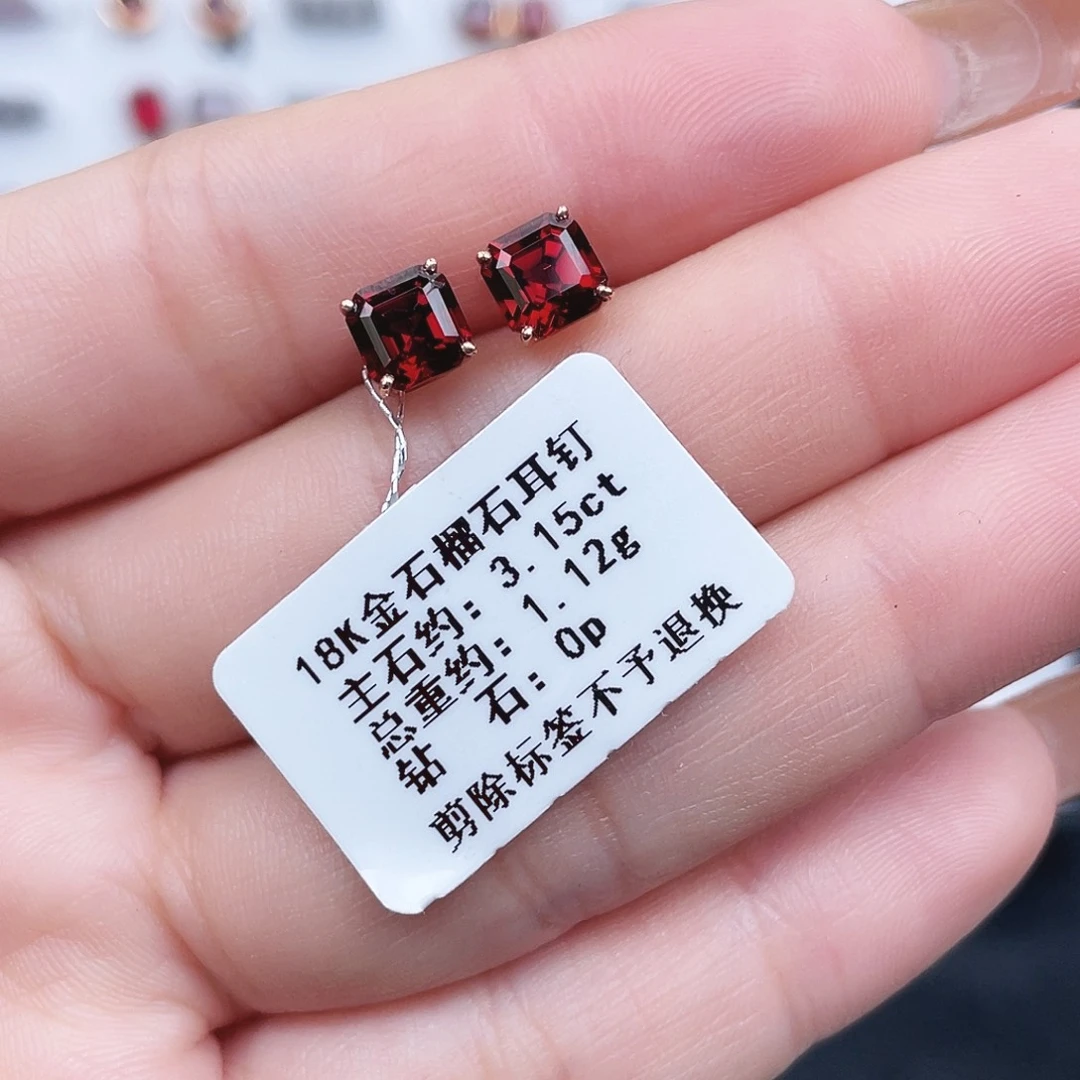 18K金石榴石耳钉
主石约: 3.15ct
总重约: 1.12g
钻 石: 0p
剪除标签不予退换